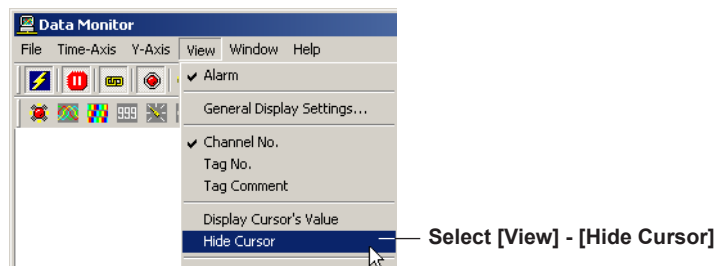 Data Monitor
File Time-Axis Y-Axis View Window Help
Alarm
999
General Display Settings...
Channel No.
Tag No.
Tag Comment
Display Cursor's Value
Hide Cursor
Select [View] - [Hide Cursor]